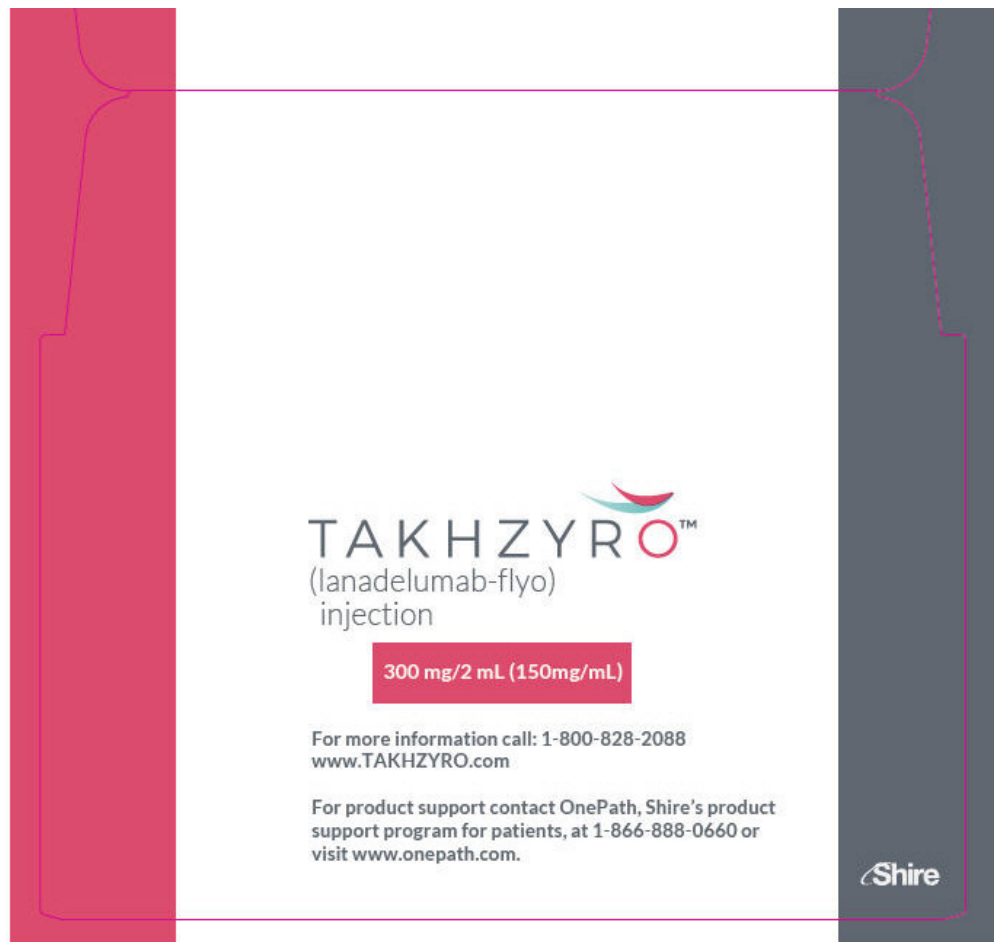 TAKHZYRO™
(lanadelumab-flyo)
injection
300 mg/2 mL (150mg/mL)
For more information call: 1-800-828-2088
www.TAKHZYRO.com
For product support contact OnePath, Shire’s product
support program for patients, at 1-866-888-0660 or
visit www.onepath.com.
Shire